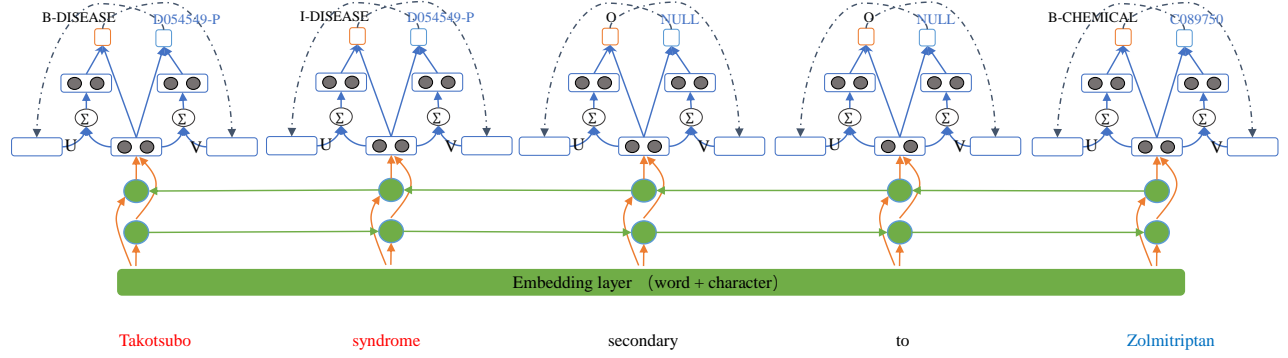 B-DISEASE D054549-P I-DISEASE D054549-P O NULL O NULL B-CHEMICAL C089750
Σ Σ Σ Σ Σ Σ Σ Σ Σ Σ
U V U V U V U V U V
Embedding layer （word + character）
Takotsubo syndrome secondary to Zolmitriptan